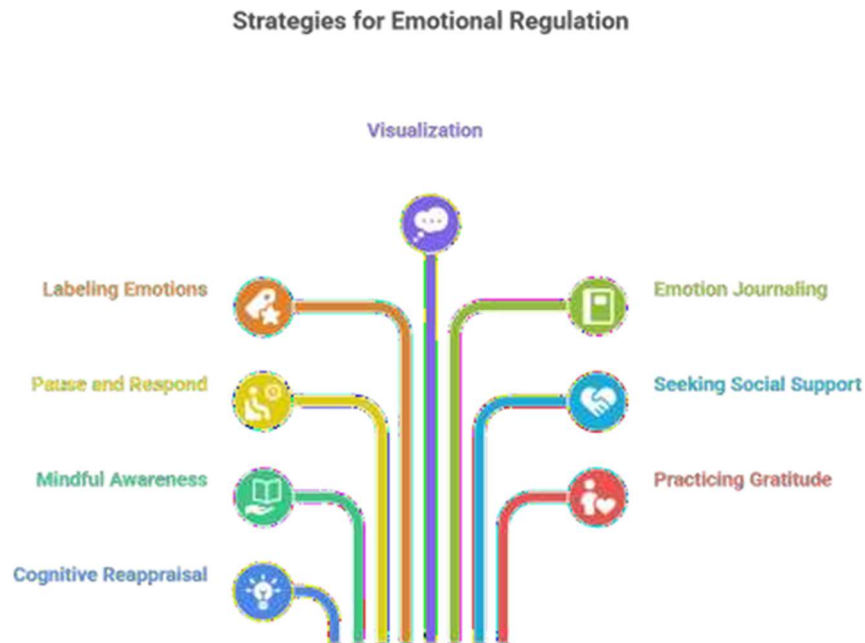 Strategies for Emotional Regulation
Visualization
Labeling Emotions
Emotion Journaling
Pause and Respond
Seeking Social Support
Mindful Awareness
Practicing Gratitude
Cognitive Reappraisal